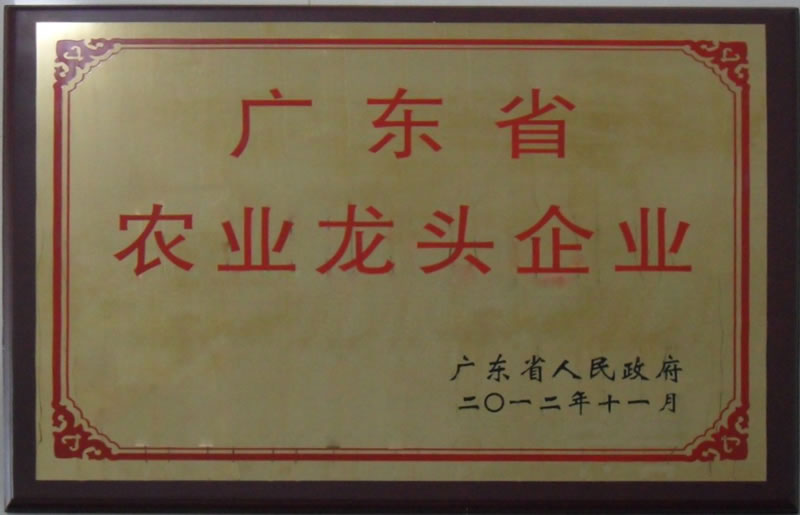 广东省
农业龙头企业
广东省人民政府
二〇一二年十一月